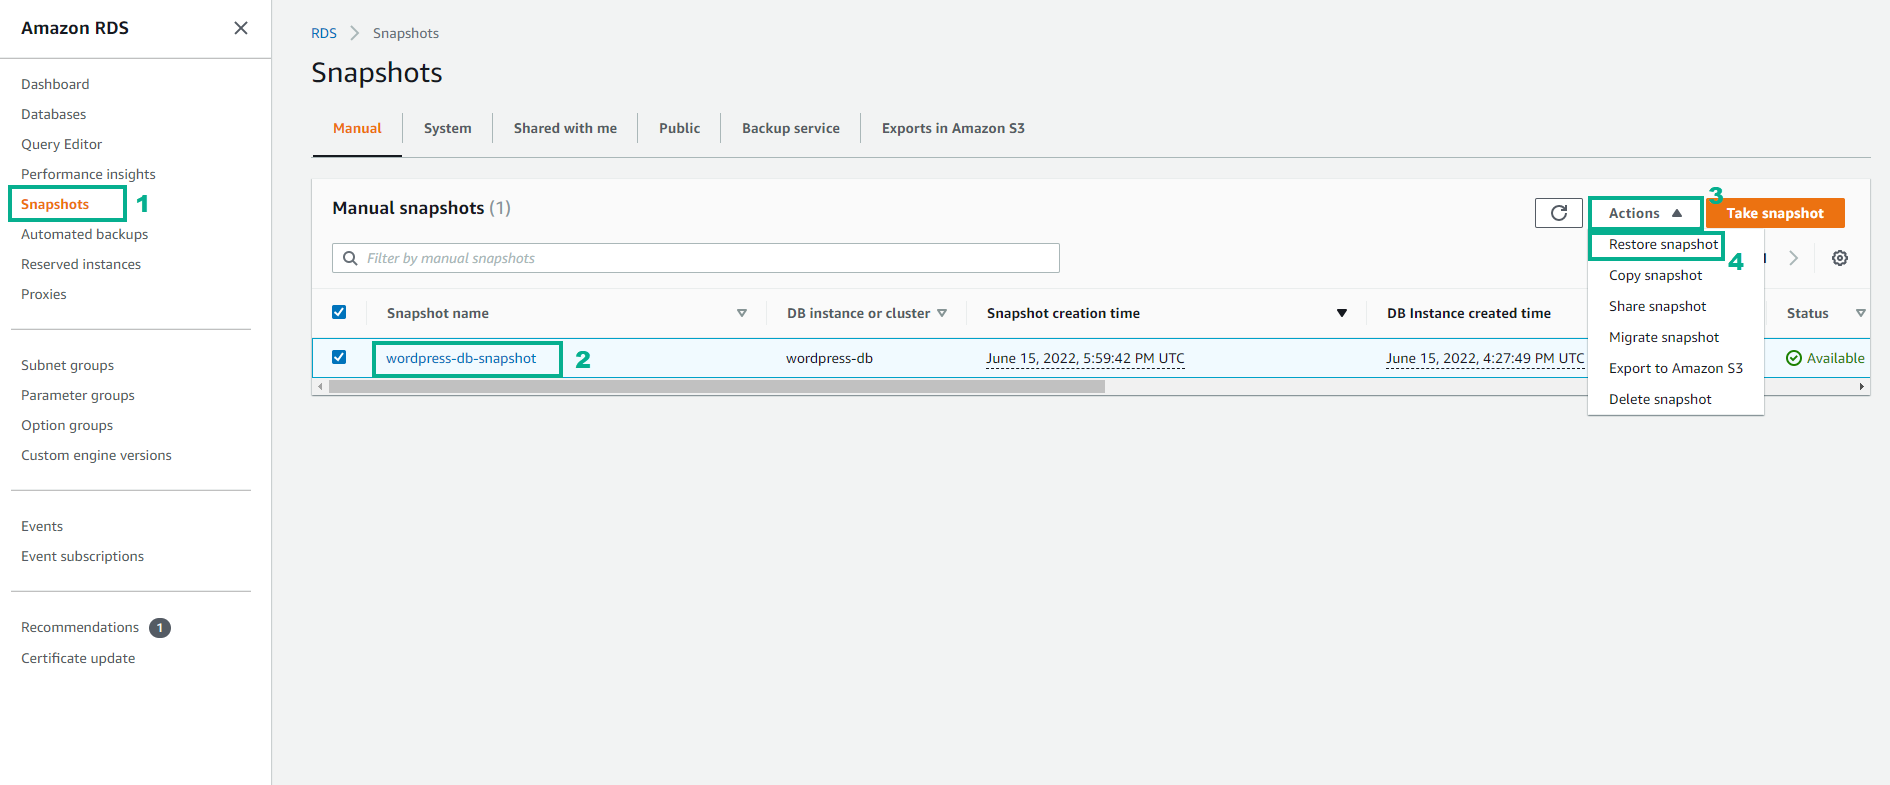 Amazon RDS
Dashboard
Databases
Query Editor
Performance insights
Snapshots 1
Automated backups
Reserved instances
Proxies
Subnet groups
Parameter groups
Option groups
Custom engine versions
Events
Event subscriptions
Recommendations 1
Certificate update
RDS Snapshots
Snapshots
Manual System Shared with me Public Backup service Exports in Amazon S3
Manual snapshots (1)
Actions 3 Take snapshot
Filter by manual snapshots
Restore snapshot 4
Copy snapshot
Share snapshot
Migrate snapshot
Export to Amazon S3
Delete snapshot
Snapshot name DB instance or cluster Snapshot creation time DB Instance created time Status
wordpress-db-snapshot 2 wordpress-db June 15, 2022, 5:59:42 PM UTC June 15, 2022, 4:27:49 PM UTC Available